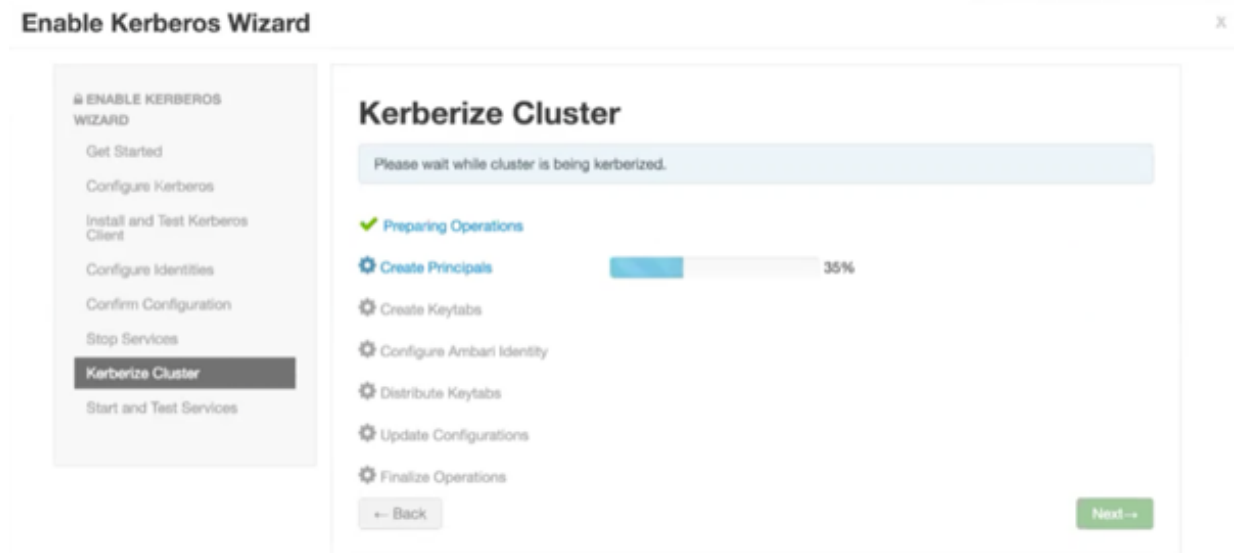 Enable Kerberos Wizard
X
ENABLE KERBEROS
WIZARD
Get Started
Configure Kerberos
Install and Test Kerberos
Client
Configure Identities
Confirm Configuration
Stop Services
Kerberize Cluster
Start and Test Services
Kerberize Cluster
Please wait while cluster is being kerberized.
Preparing Operations
Create Principals 35%
Create Keytabs
Configure Ambari Identity
Distribute Keytabs
Update Configurations
Finalize Operations
← Back
Next→